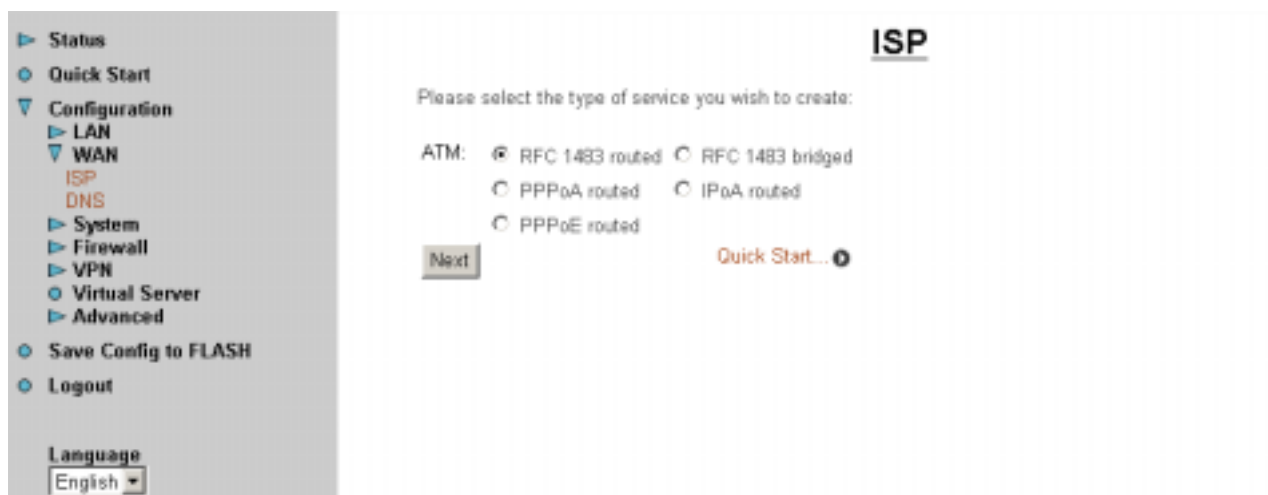 Status
Quick Start
Configuration
LAN
WAN
ISP
DNS
System
Firewall
VPN
Virtual Server
Advanced
Save Config to FLASH
Logout
Language
English
ISP
Please select the type of service you wish to create:
ATM: RFC 1483 routed RFC 1483 bridged
PPPoA routed IPoA routed
PPPoE routed
Next Quick Start...